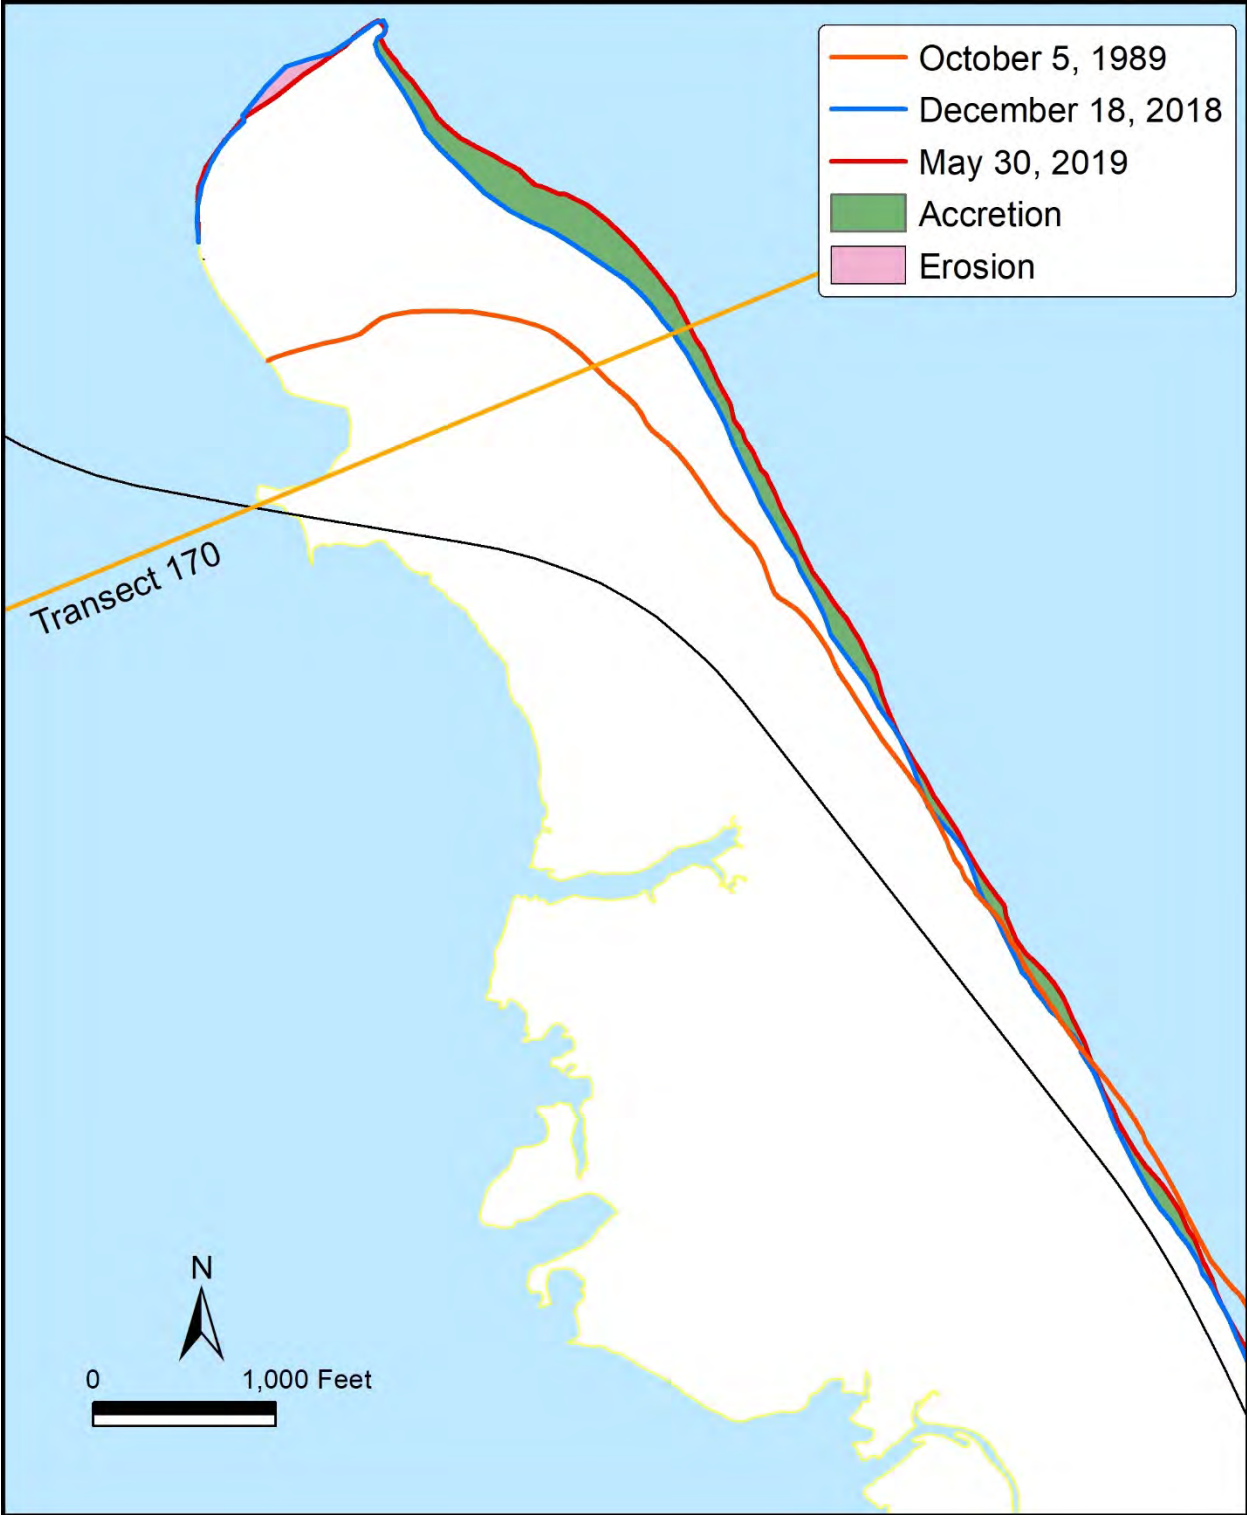 October 5, 1989
December 18, 2018
May 30, 2019
Accretion
Erosion
Transect 170
N
0 1,000 Feet